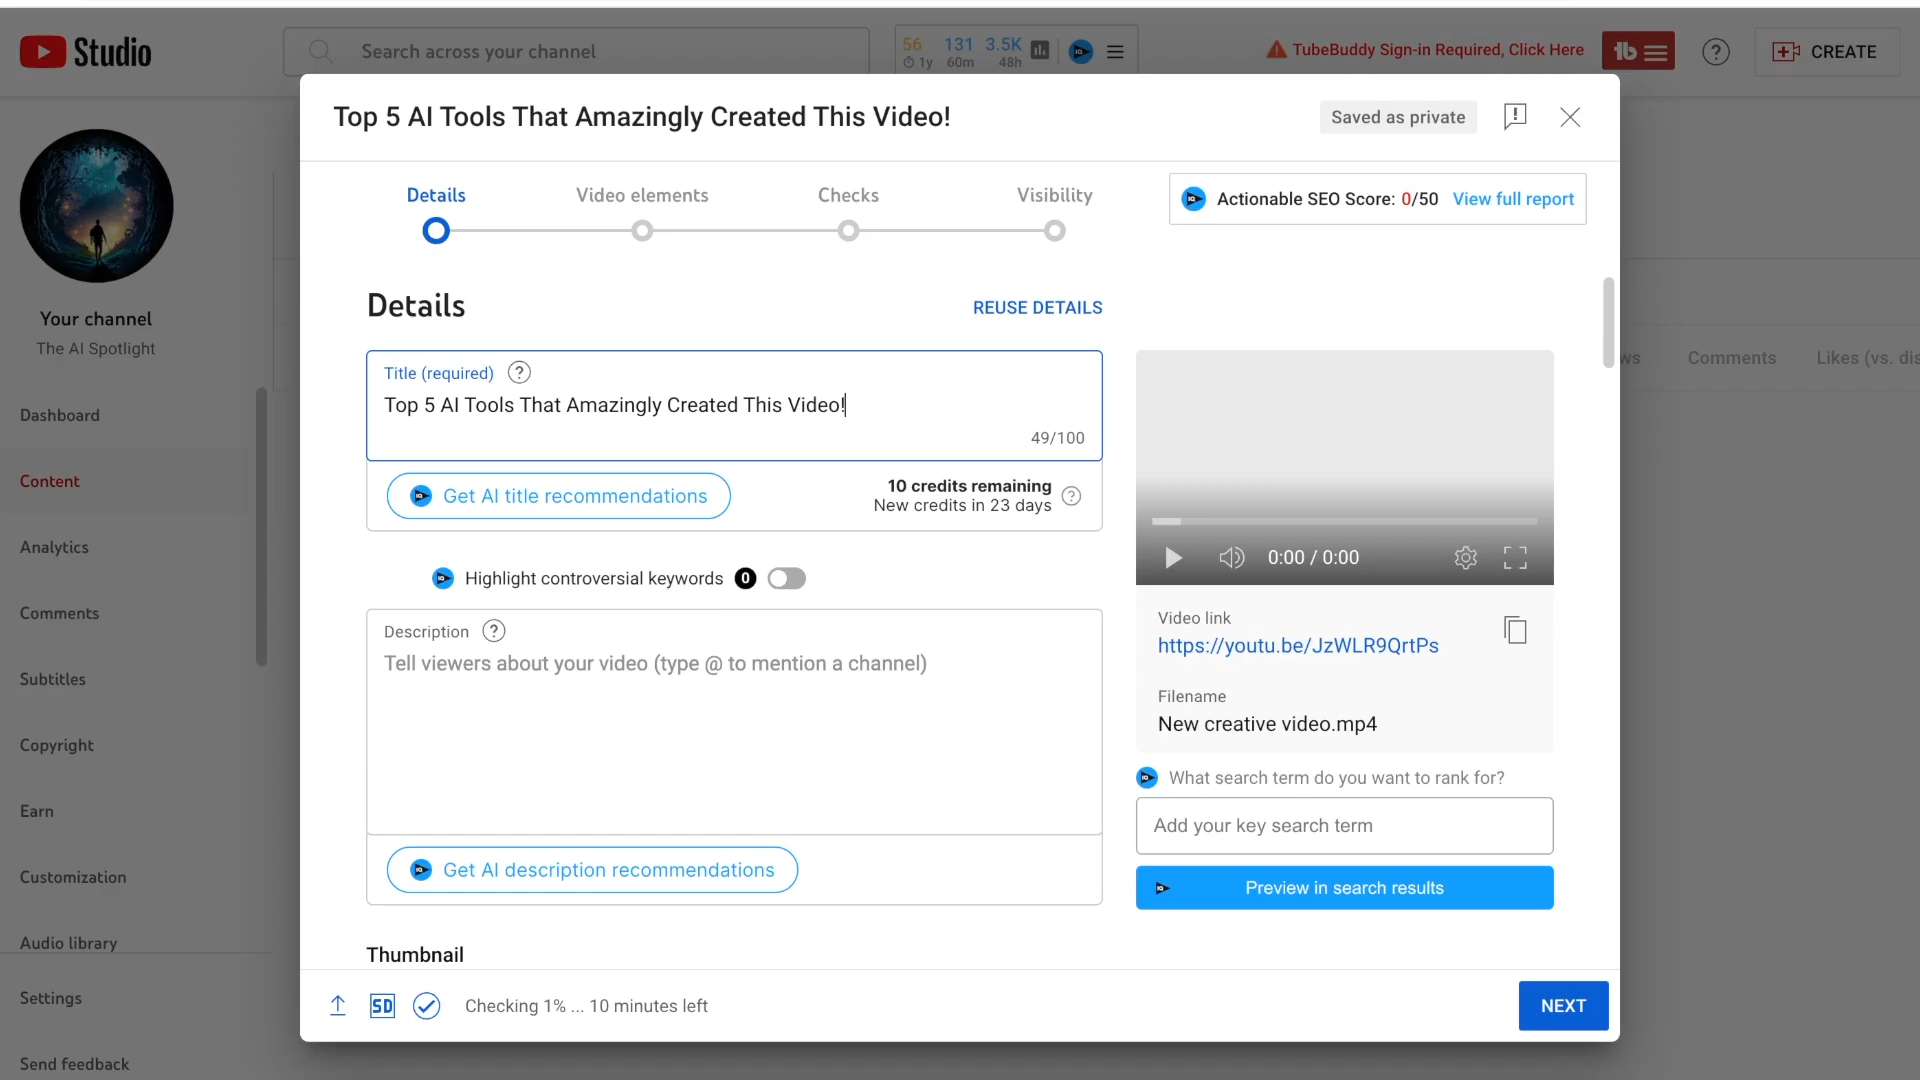 Studio
Search across your channel
56 131 3.5K
1y 60m 48h
TubeBuddy Sign-in Required, Click Here
tb
CREATE
Top 5 AI Tools That Amazingly Created This Video!
Saved as private
Details
Video elements
Checks
Visibility
Actionable SEO Score: 0/50 View full report
Your channel
The AI Spotlight
Dashboard
Content
Analytics
Comments
Subtitles
Copyright
Earn
Customization
Audio library
Settings
Send feedback
Details
REUSE DETAILS
Title (required)
Top 5 AI Tools That Amazingly Created This Video!
49/100
Get AI title recommendations
10 credits remaining
New credits in 23 days
Highlight controversial keywords 0
Description
Tell viewers about your video (type @ to mention a channel)
Get AI description recommendations
Thumbnail
0:00 / 0:00
Video link
https://youtu.be/JzWLR9QrtPs
Filename
New creative video.mp4
What search term do you want to rank for?
Add your key search term
Preview in search results
ws
Comments
Likes (vs. dis
SD
Checking 1% ... 10 minutes left
NEXT